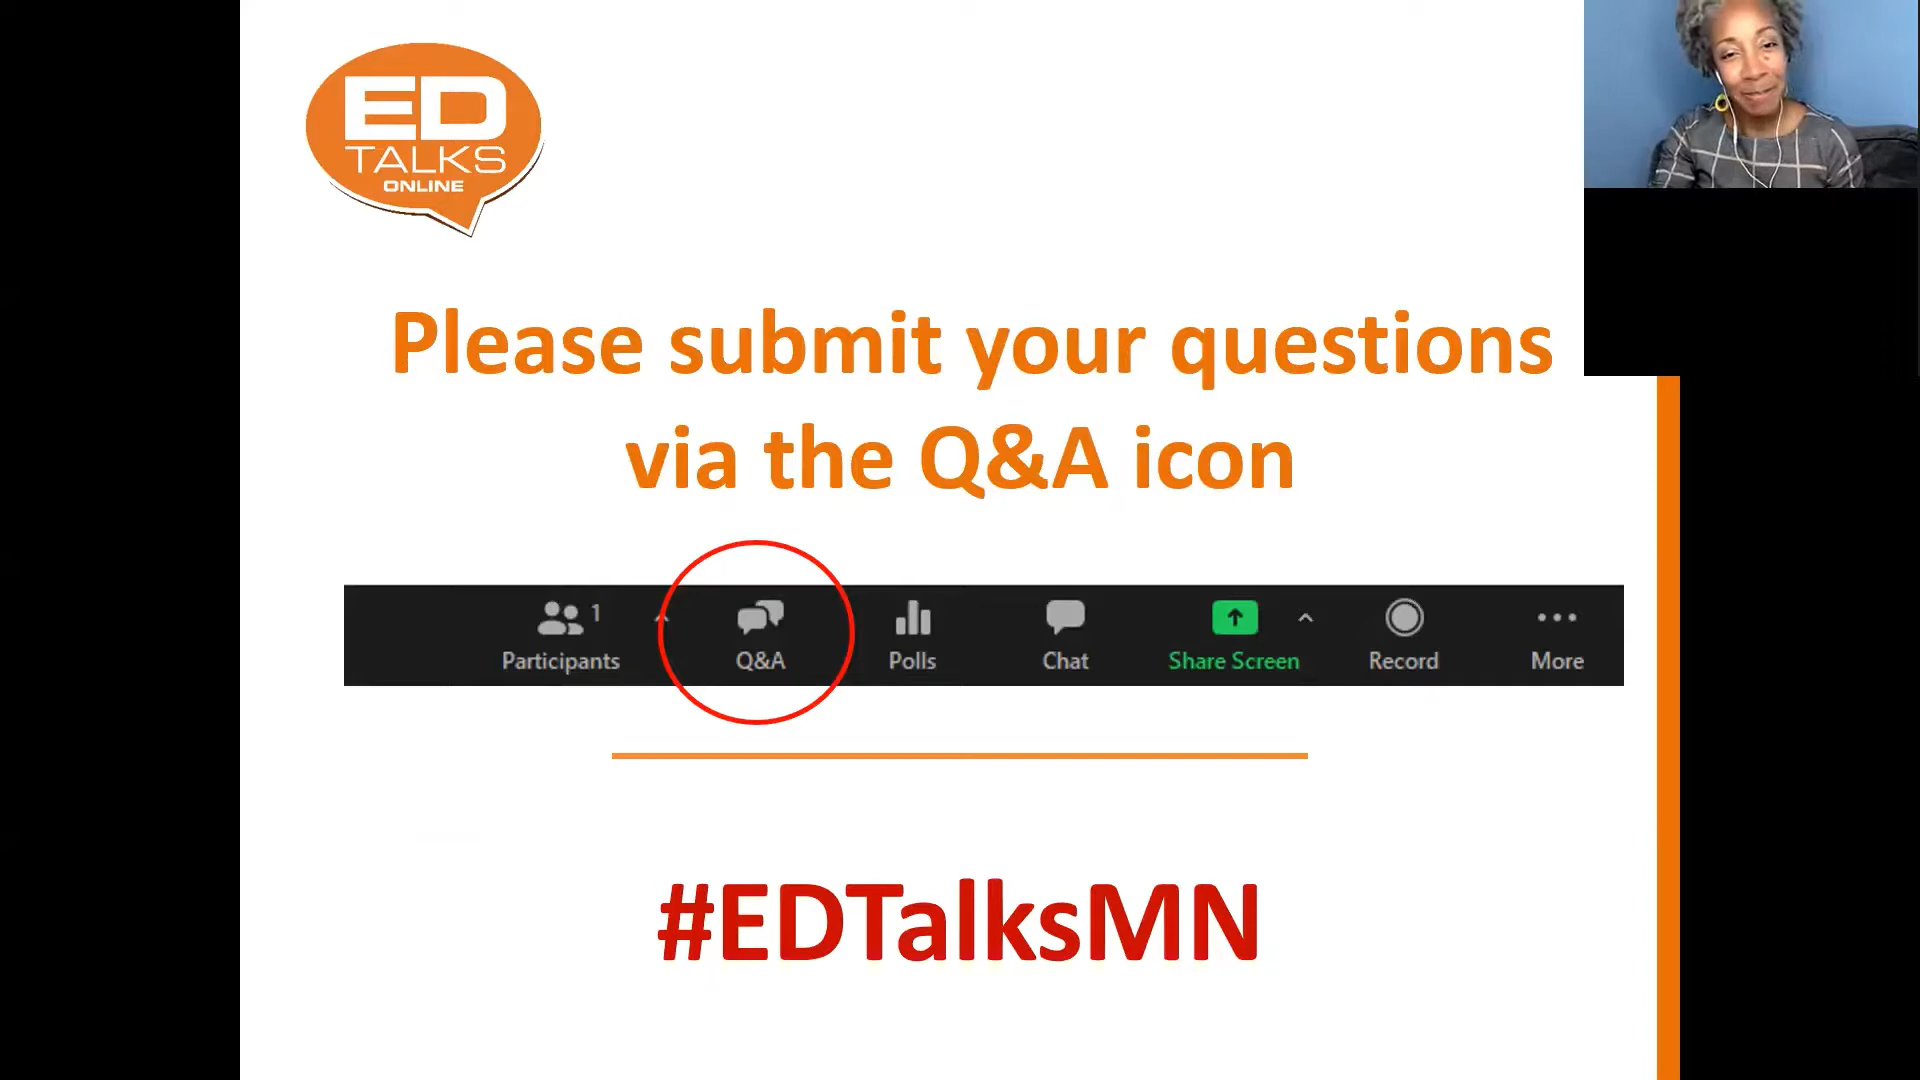 ED
TALKS
ONLINE
Please submit your questions
via the Q&A icon
1
Participants Q&A Polls Chat Share Screen Record More
#EDTalksMN